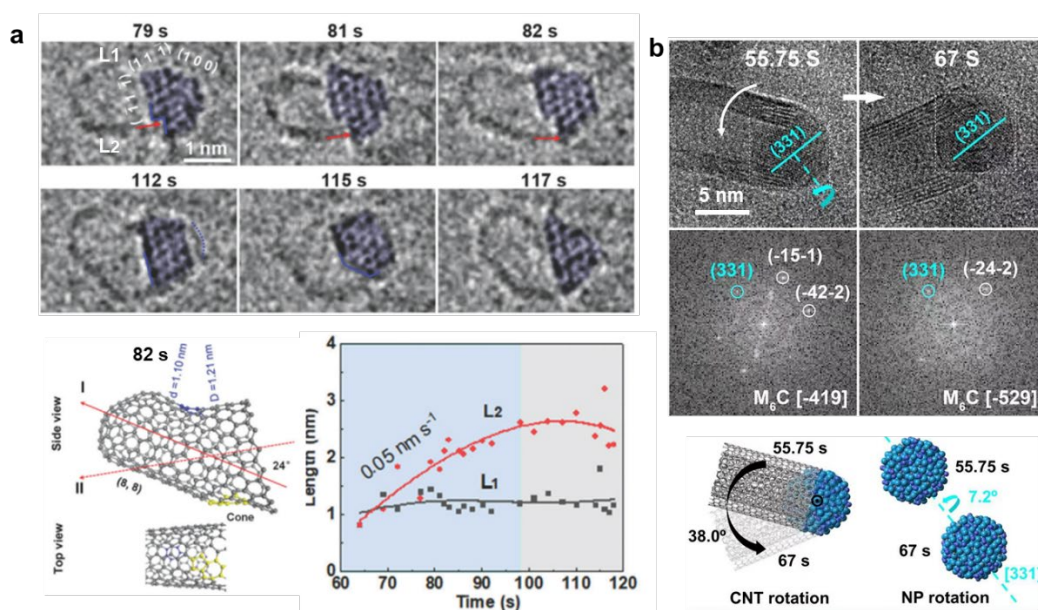 a
79 s
81 s
82 s
L1
(1 1 1)
(1 0 0)
(1 1 1)
L2
1 nm
112 s
115 s
117 s
82 s
d = 1.10 nm
D = 1.21 nm
Side view
I
II
(8, 8)
24°
Cone
Top view
Length (nm)
4
3
2
1
0
0.05 nm s⁻¹
L₂
L₁
60 70 80 90 100 110 120
Time (s)
b
55.75 S
67 S
(331)
(331)
5 nm
(331)
(-15-1)
(-42-2)
M₆C [-419]
(331)
(-24-2)
M₆C [-529]
55.75 s
38.0°
67 s
CNT rotation
55.75 s
7.2°
67 s
[331]
NP rotation